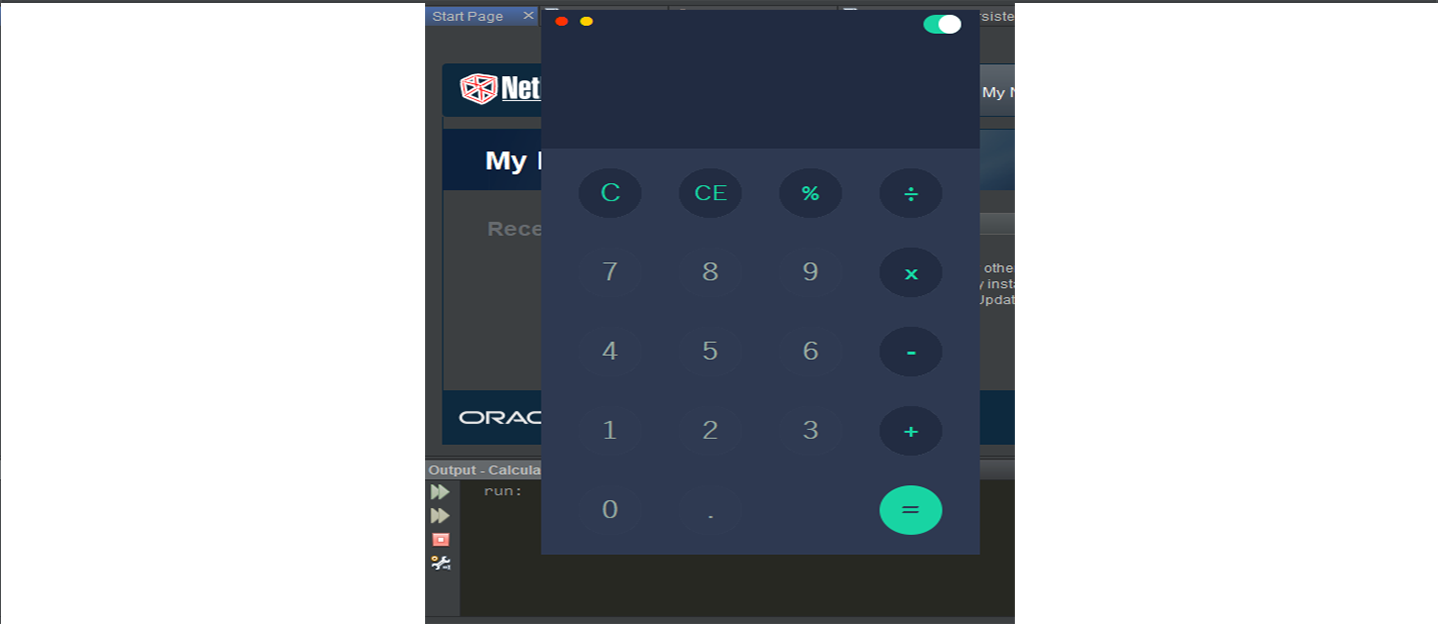 Start Page ×
Net
My
My
Rece
C CE % ÷
7 8 9 x
4 5 6 -
1 2 3 +
0 . =
othe
inst
Updat
ORAC
Output - Calcula
run: